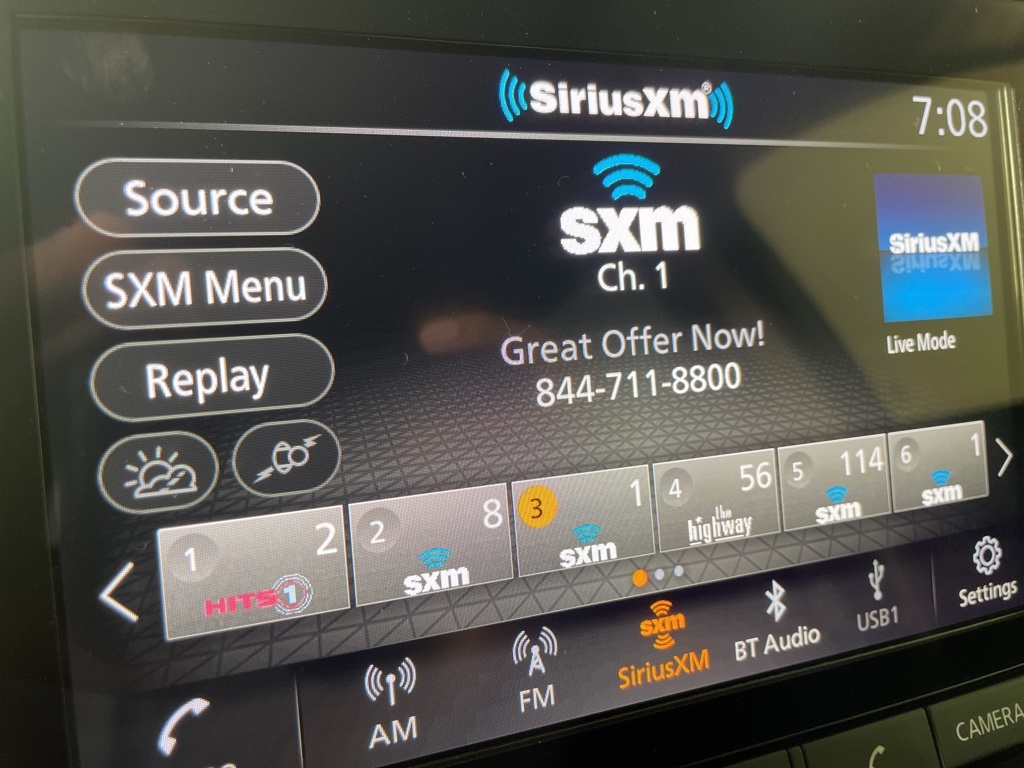 SiriusXM®
7:08
Source
SXM Menu
Replay
sxm
Ch. 1
Great Offer Now!
844-711-8800
SiriusXM
Live Mode
1 2 HITS 1
2 8 sxm
3 1 sxm
4 56 the highway
5 114 sxm
6 1 sxm
AM
FM
sxm
SiriusXM
BT Audio
USB1
Settings
CAMERA